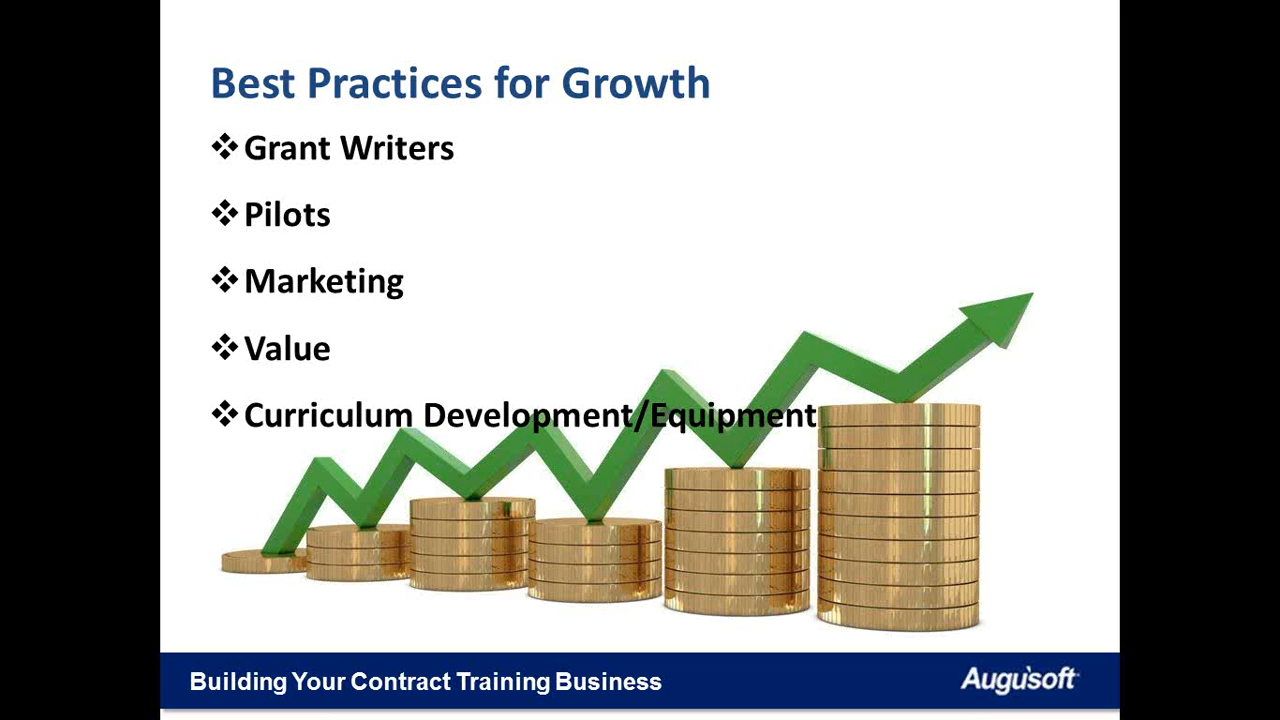 Best Practices for Growth
❖Grant Writers
❖Pilots
❖Marketing
❖Value
❖Curriculum Development/Equipment
Building Your Contract Training Business
Augusoft